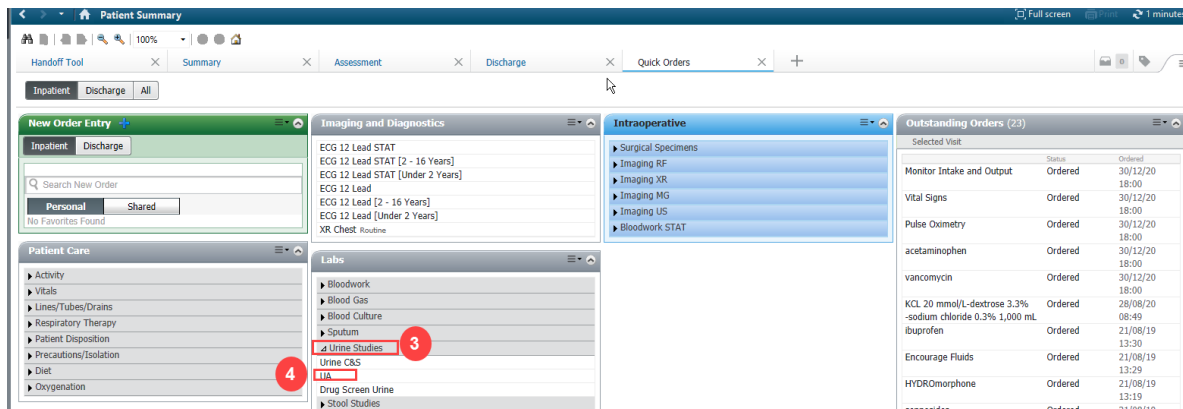 Patient Summary
Full screen
Print
1 minutes
100%
Handoff Tool
Summary
Assessment
Discharge
Quick Orders
0
Inpatient Discharge All
New Order Entry
Inpatient Discharge
Search New Order
Personal Shared
No Favorites Found
Patient Care
Activity
Vitals
Lines/Tubes/Drains
Respiratory Therapy
Patient Disposition
Precautions/Isolation
Diet
Oxygenation
Imaging and Diagnostics
ECG 12 Lead STAT
ECG 12 Lead STAT [2 - 16 Years]
ECG 12 Lead STAT [Under 2 Years]
ECG 12 Lead
ECG 12 Lead [2 - 16 Years]
ECG 12 Lead [Under 2 Years]
XR Chest Routine
Labs
Bloodwork
Blood Gas
Blood Culture
Sputum
Urine Studies
3
Urine C&S
4
UA
Drug Screen Urine
Stool Studies
Intraoperative
Surgical Specimens
Imaging RF
Imaging XR
Imaging MG
Imaging US
Bloodwork STAT
Outstanding Orders (23)
Selected Visit
Status Ordered
Monitor Intake and Output Ordered 30/12/20
18:00
Vital Signs Ordered 30/12/20
18:00
Pulse Oximetry Ordered 30/12/20
18:00
acetaminophen Ordered 30/12/20
18:00
vancomycin Ordered 30/12/20
18:00
KCL 20 mmol/L-dextrose 3.3% Ordered 28/08/20
-sodium chloride 0.3% 1,000 mL 08:49
ibuprofen Ordered 21/08/19
13:30
Encourage Fluids Ordered 21/08/19
13:29
HYDROmorphone Ordered 21/08/19
13:19